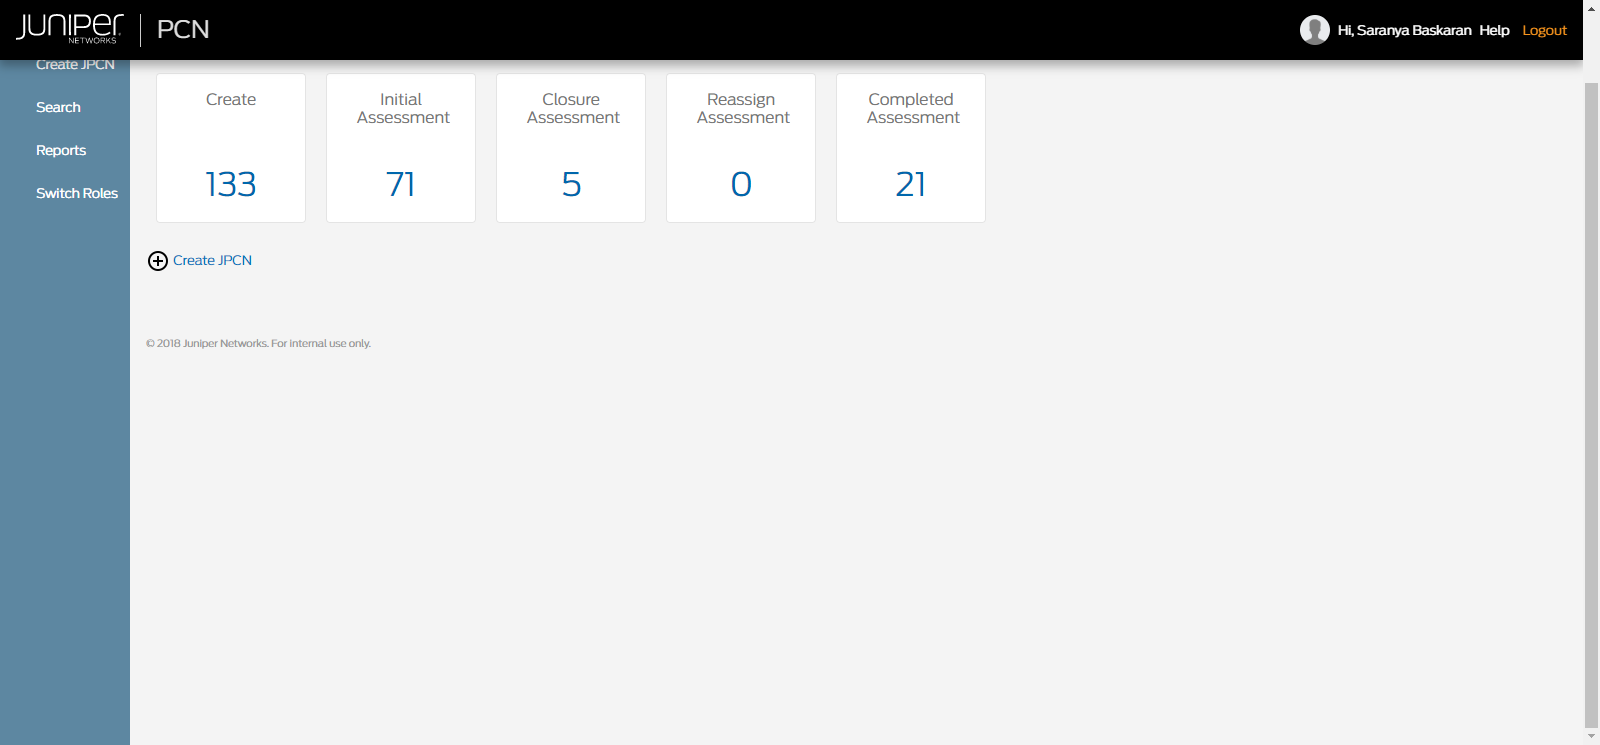 JUNIPER
NETWORKS
PCN
Hi, Saranya Baskaran Help Logout
Create JPCN
Search
Reports
Switch Roles
Create
133
Initial
Assessment
71
Closure
Assessment
5
Reassign
Assessment
0
Completed
Assessment
21
Create JPCN
© 2018 Juniper Networks. For internal use only.